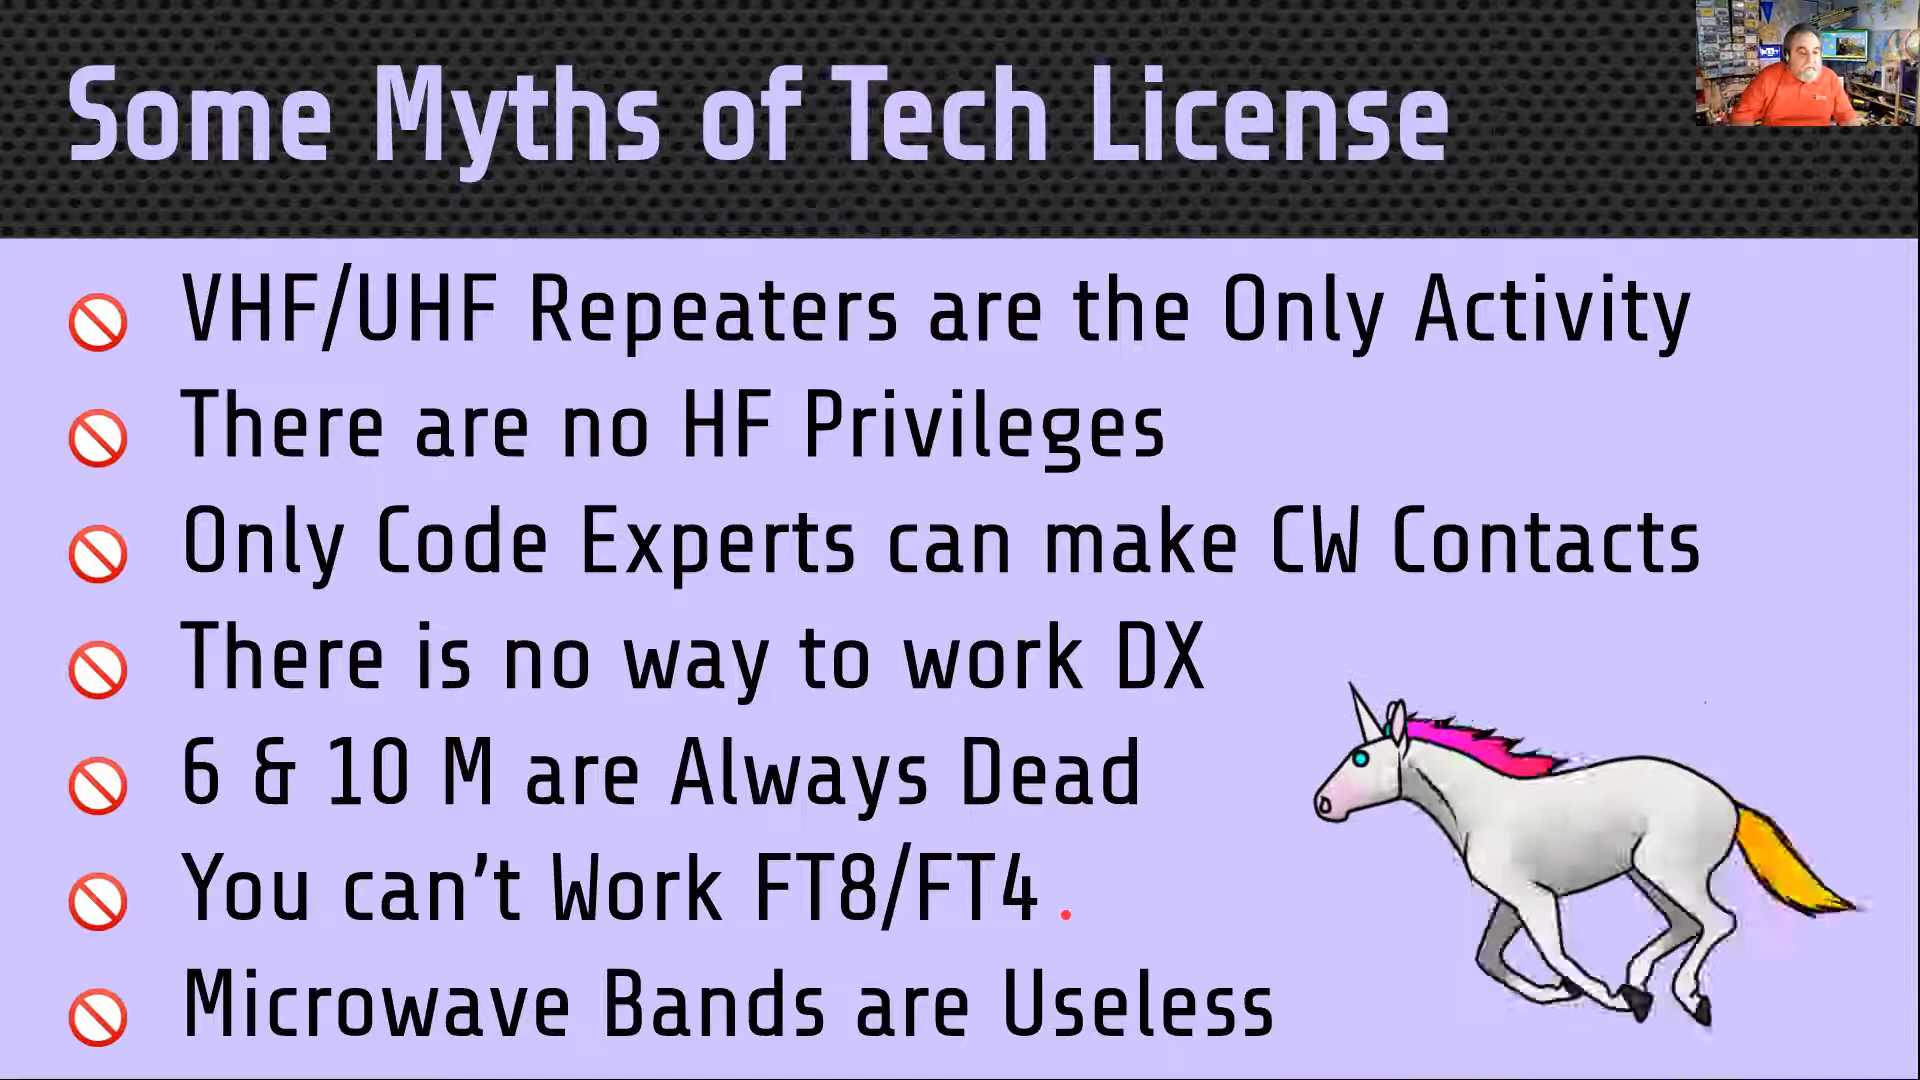 Some Myths of Tech License
VHF/UHF Repeaters are the Only Activity
There are no HF Privileges
Only Code Experts can make CW Contacts
There is no way to work DX
6 & 10 M are Always Dead
You can't Work FT8/FT4
Microwave Bands are Useless